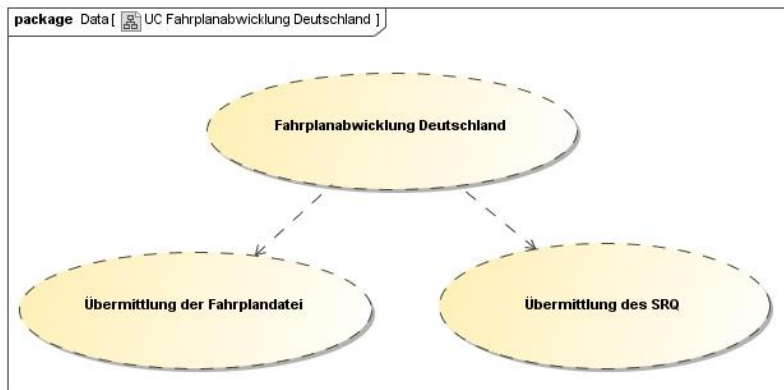 package Data [ UC Fahrplanabwicklung Deutschland ]
Fahrplanabwicklung Deutschland
Übermittlung der Fahrplandatei
Übermittlung des SRQ